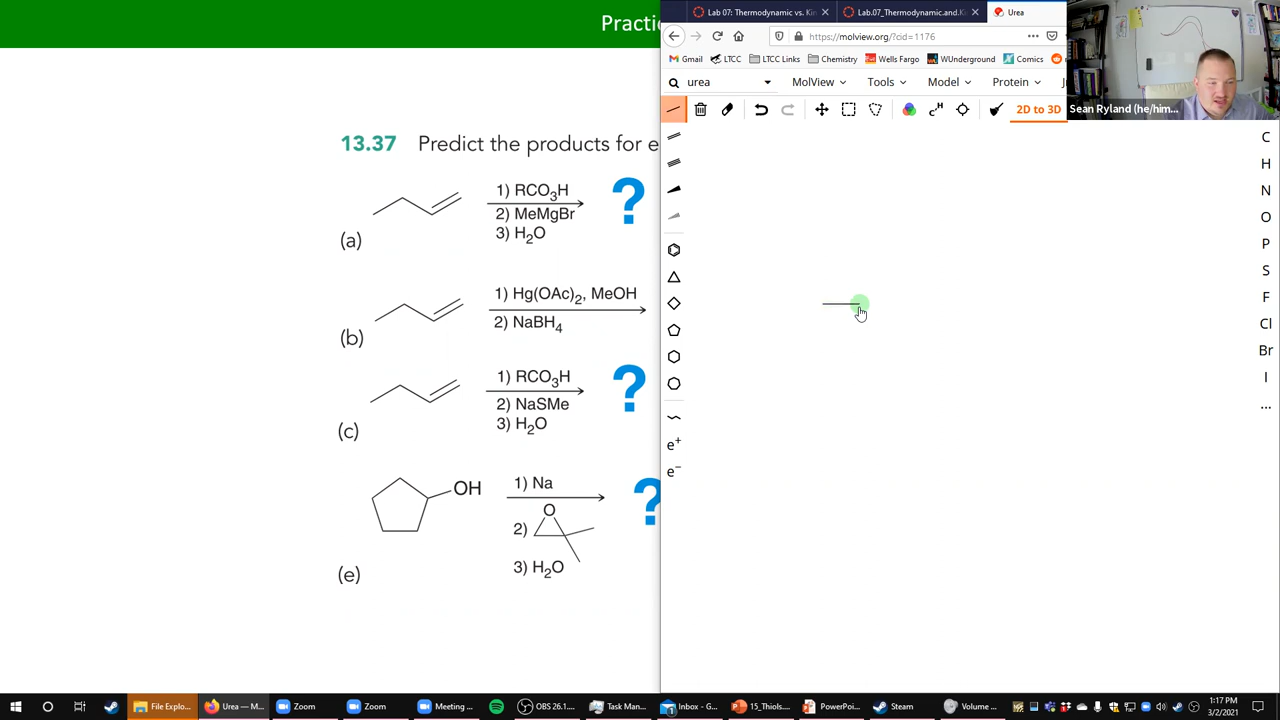 Practic
13.37 Predict the products for e
1) RCO3H
2) MeMgBr
3) H2O
?
(a)
1) Hg(OAc)2, MeOH
2) NaBH4
(b)
1) RCO3H
2) NaSMe
3) H2O
?
(c)
OH
1) Na
O
2)
3) H2O
?
(e)
Lab 07: Thermodynamic vs. Kin
Lab.07_Thermodynamic.and.Ki
Urea
https://molview.org/?cid=1176
Gmail
LTCC
LTCC Links
Chemistry
Wells Fargo
WUnderground
Comics
urea
MolView
Tools
Model
Protein
J
2D to 3D
Sean Ryland (he/him...
C
H
N
O
P
S
F
Cl
Br
I
...
e+
e−
File Explo...
Urea — M...
Zoom
Zoom
Meeting ...
OBS 26.1....
Task Man...
Inbox - G...
15_Thiols....
PowerPoi...
Steam
Volume ...
1:17 PM
3/2/2021